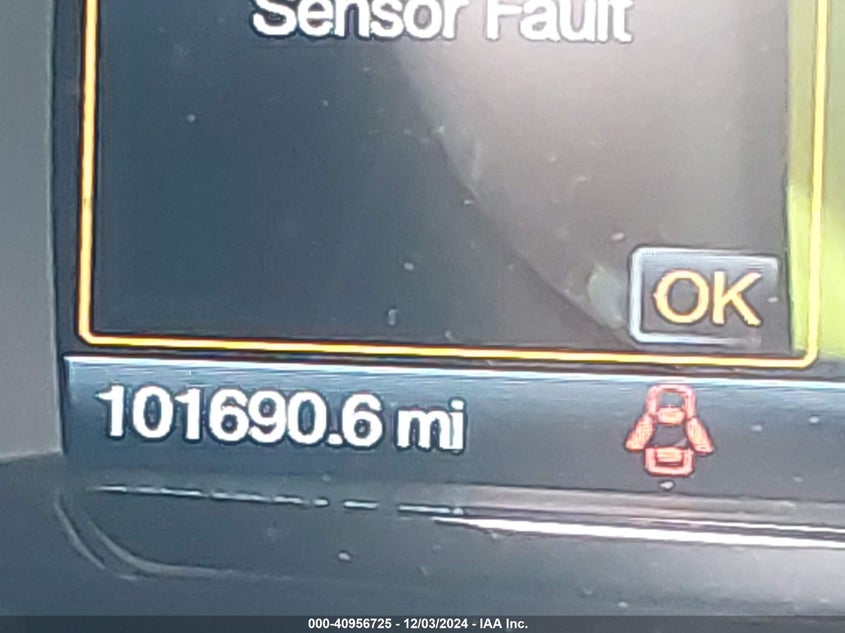 Sensor Fault
OK
101690.6 mi
000-40956725 - 12/03/2024 - IAA Inc.